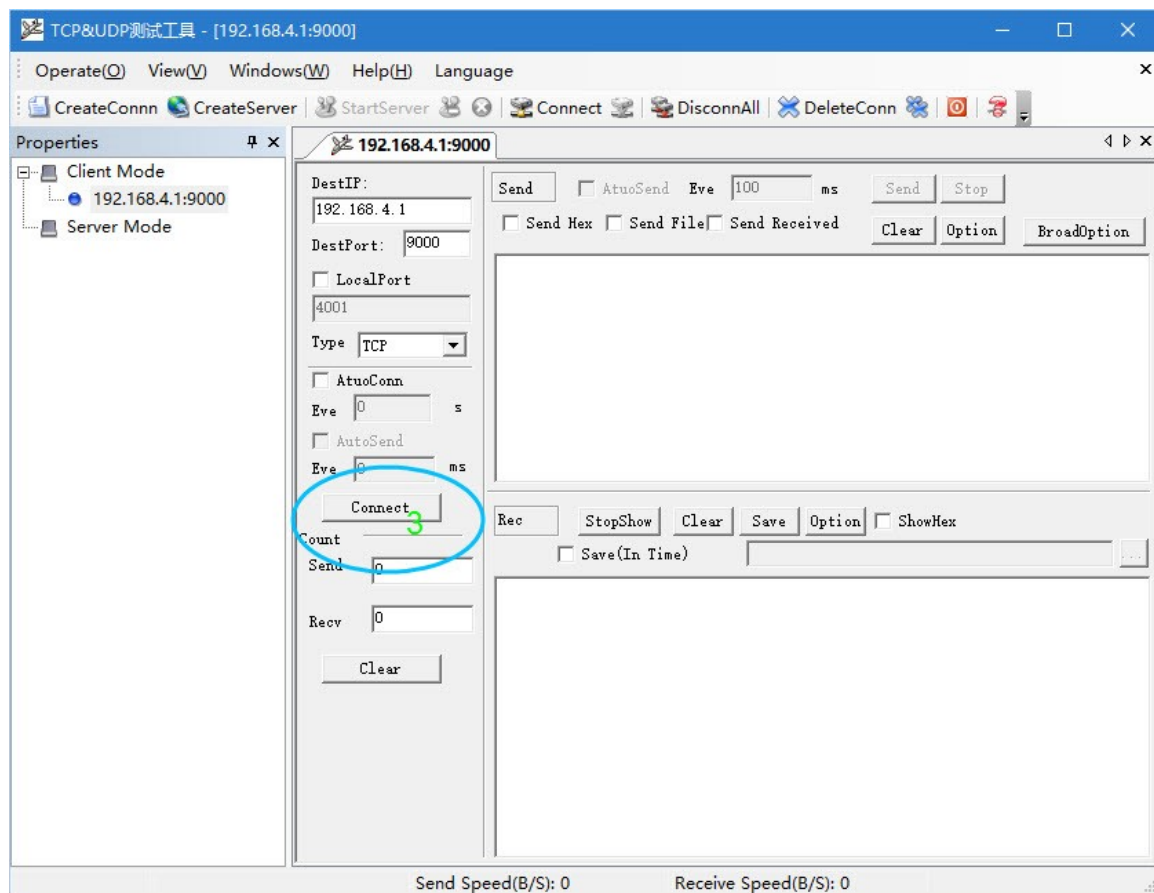 TCP&UDP测试工具 - [192.168.4.1:9000]
Operate(O) View(V) Windows(W) Help(H) Language
CreateConnn CreateServer StartServer Connect DisconnAll DeleteConn
Properties
Client Mode
192.168.4.1:9000
Server Mode
192.168.4.1:9000
DestIP:
192.168.4.1
DestPort: 9000
LocalPort
4001
Type TCP
AtuoConn
Eve 0 s
AutoSend
Eve 0 ms
Connect
3
Count
Send 0
Recv 0
Clear
Send AtuoSend Eve 100 ms Send Stop
Send Hex Send File Send Received Clear Option BroadOption
Rec StopShow Clear Save Option ShowHex
Save(In Time) ...
Send Speed(B/S): 0 Receive Speed(B/S): 0